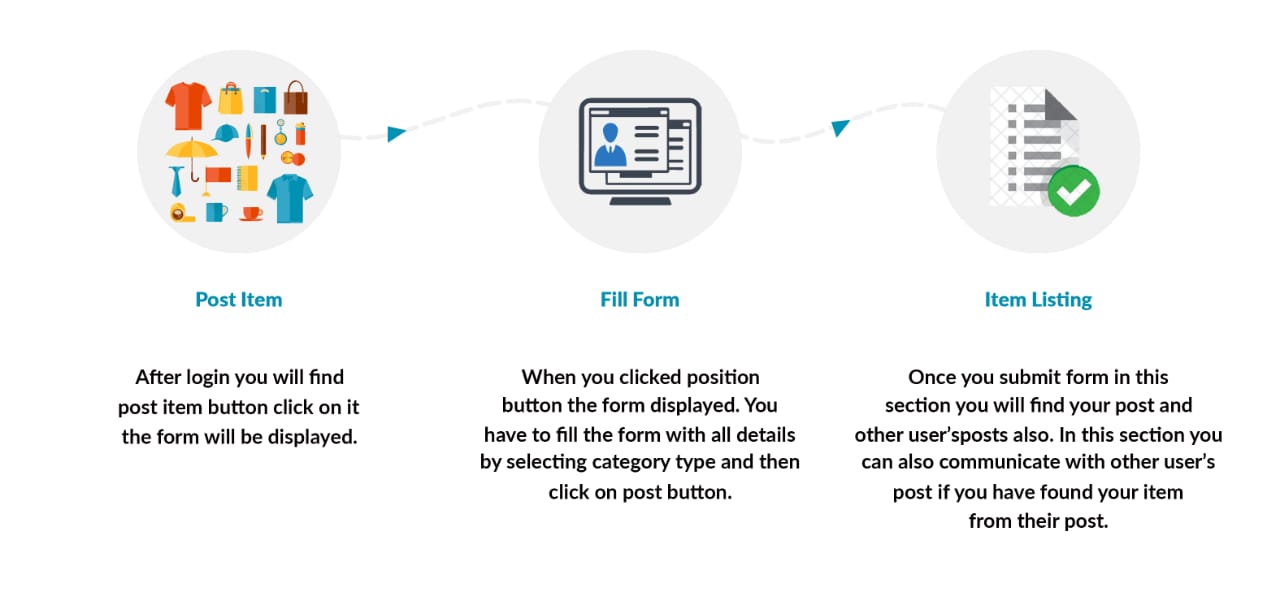 Post Item
After login you will find
post item button click on it
the form will be displayed.
Fill Form
When you clicked position
button the form displayed. You
have to fill the form with all details
by selecting category type and then
click on post button.
Item Listing
Once you submit form in this
section you will find your post and
other user’sposts also. In this section you
can also communicate with other user’s
post if you have found your item
from their post.